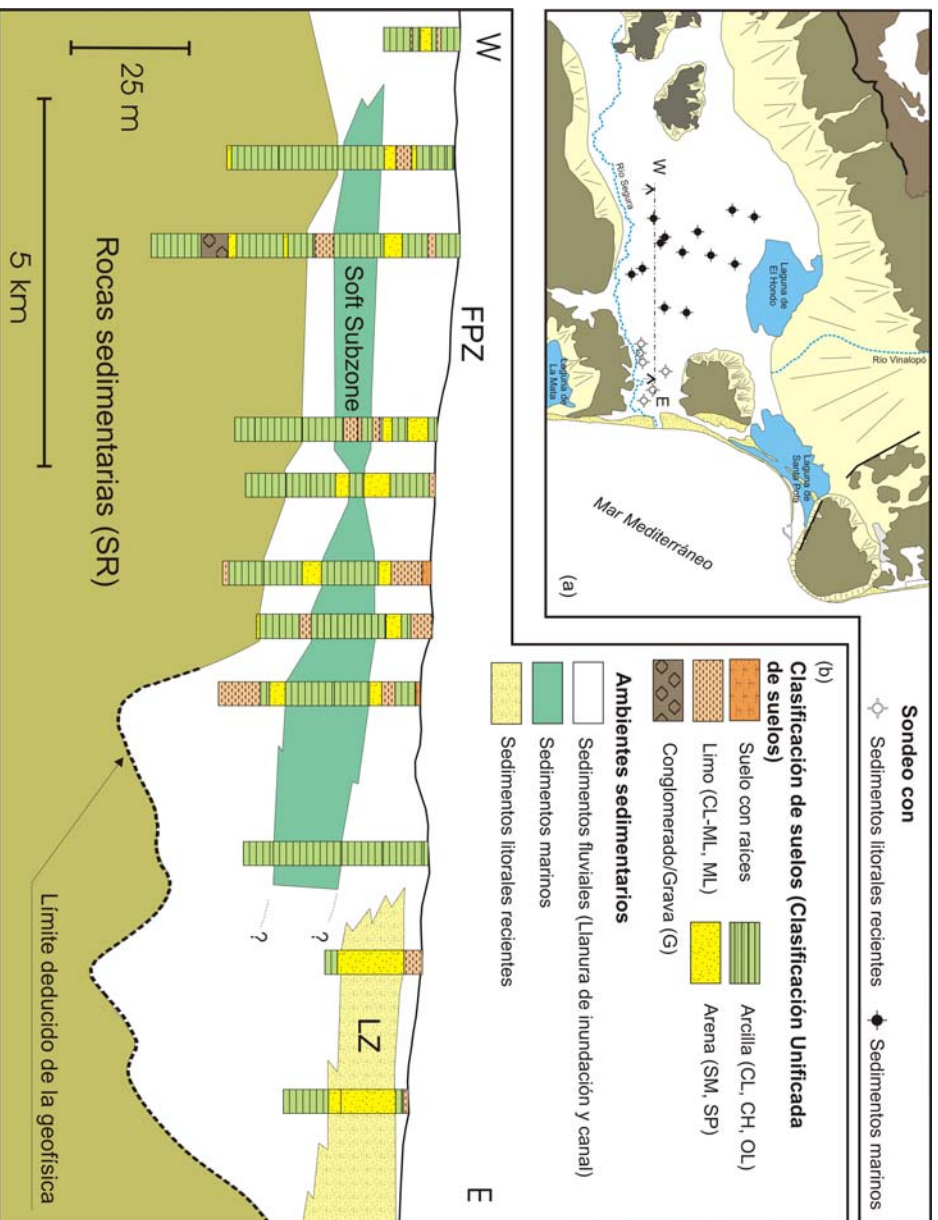 Río Segura
W
E
Laguna de
El Hondo
Río Vinalopó
Laguna de
La Mata
Laguna de
Santa Pola
Mar Mediterráneo
(a)
Sondeo con
Sedimentos litorales recientes
Sedimentos marinos
(b)
Clasificación de suelos (Clasificación Unificada
de suelos)
Suelo con raíces
Arcilla (CL, CH, OL)
Limo (CL-ML, ML)
Arena (SM, SP)
Conglomerado/Grava (G)
Ambientes sedimentarios
Sedimentos fluviales (Llanura de inundación y canal)
Sedimentos marinos
Sedimentos litorales recientes
W
FPZ
E
Soft Subzone
LZ
?
?
Rocas sedimentarias (SR)
25 m
5 km
Límite deducido de la geofísica